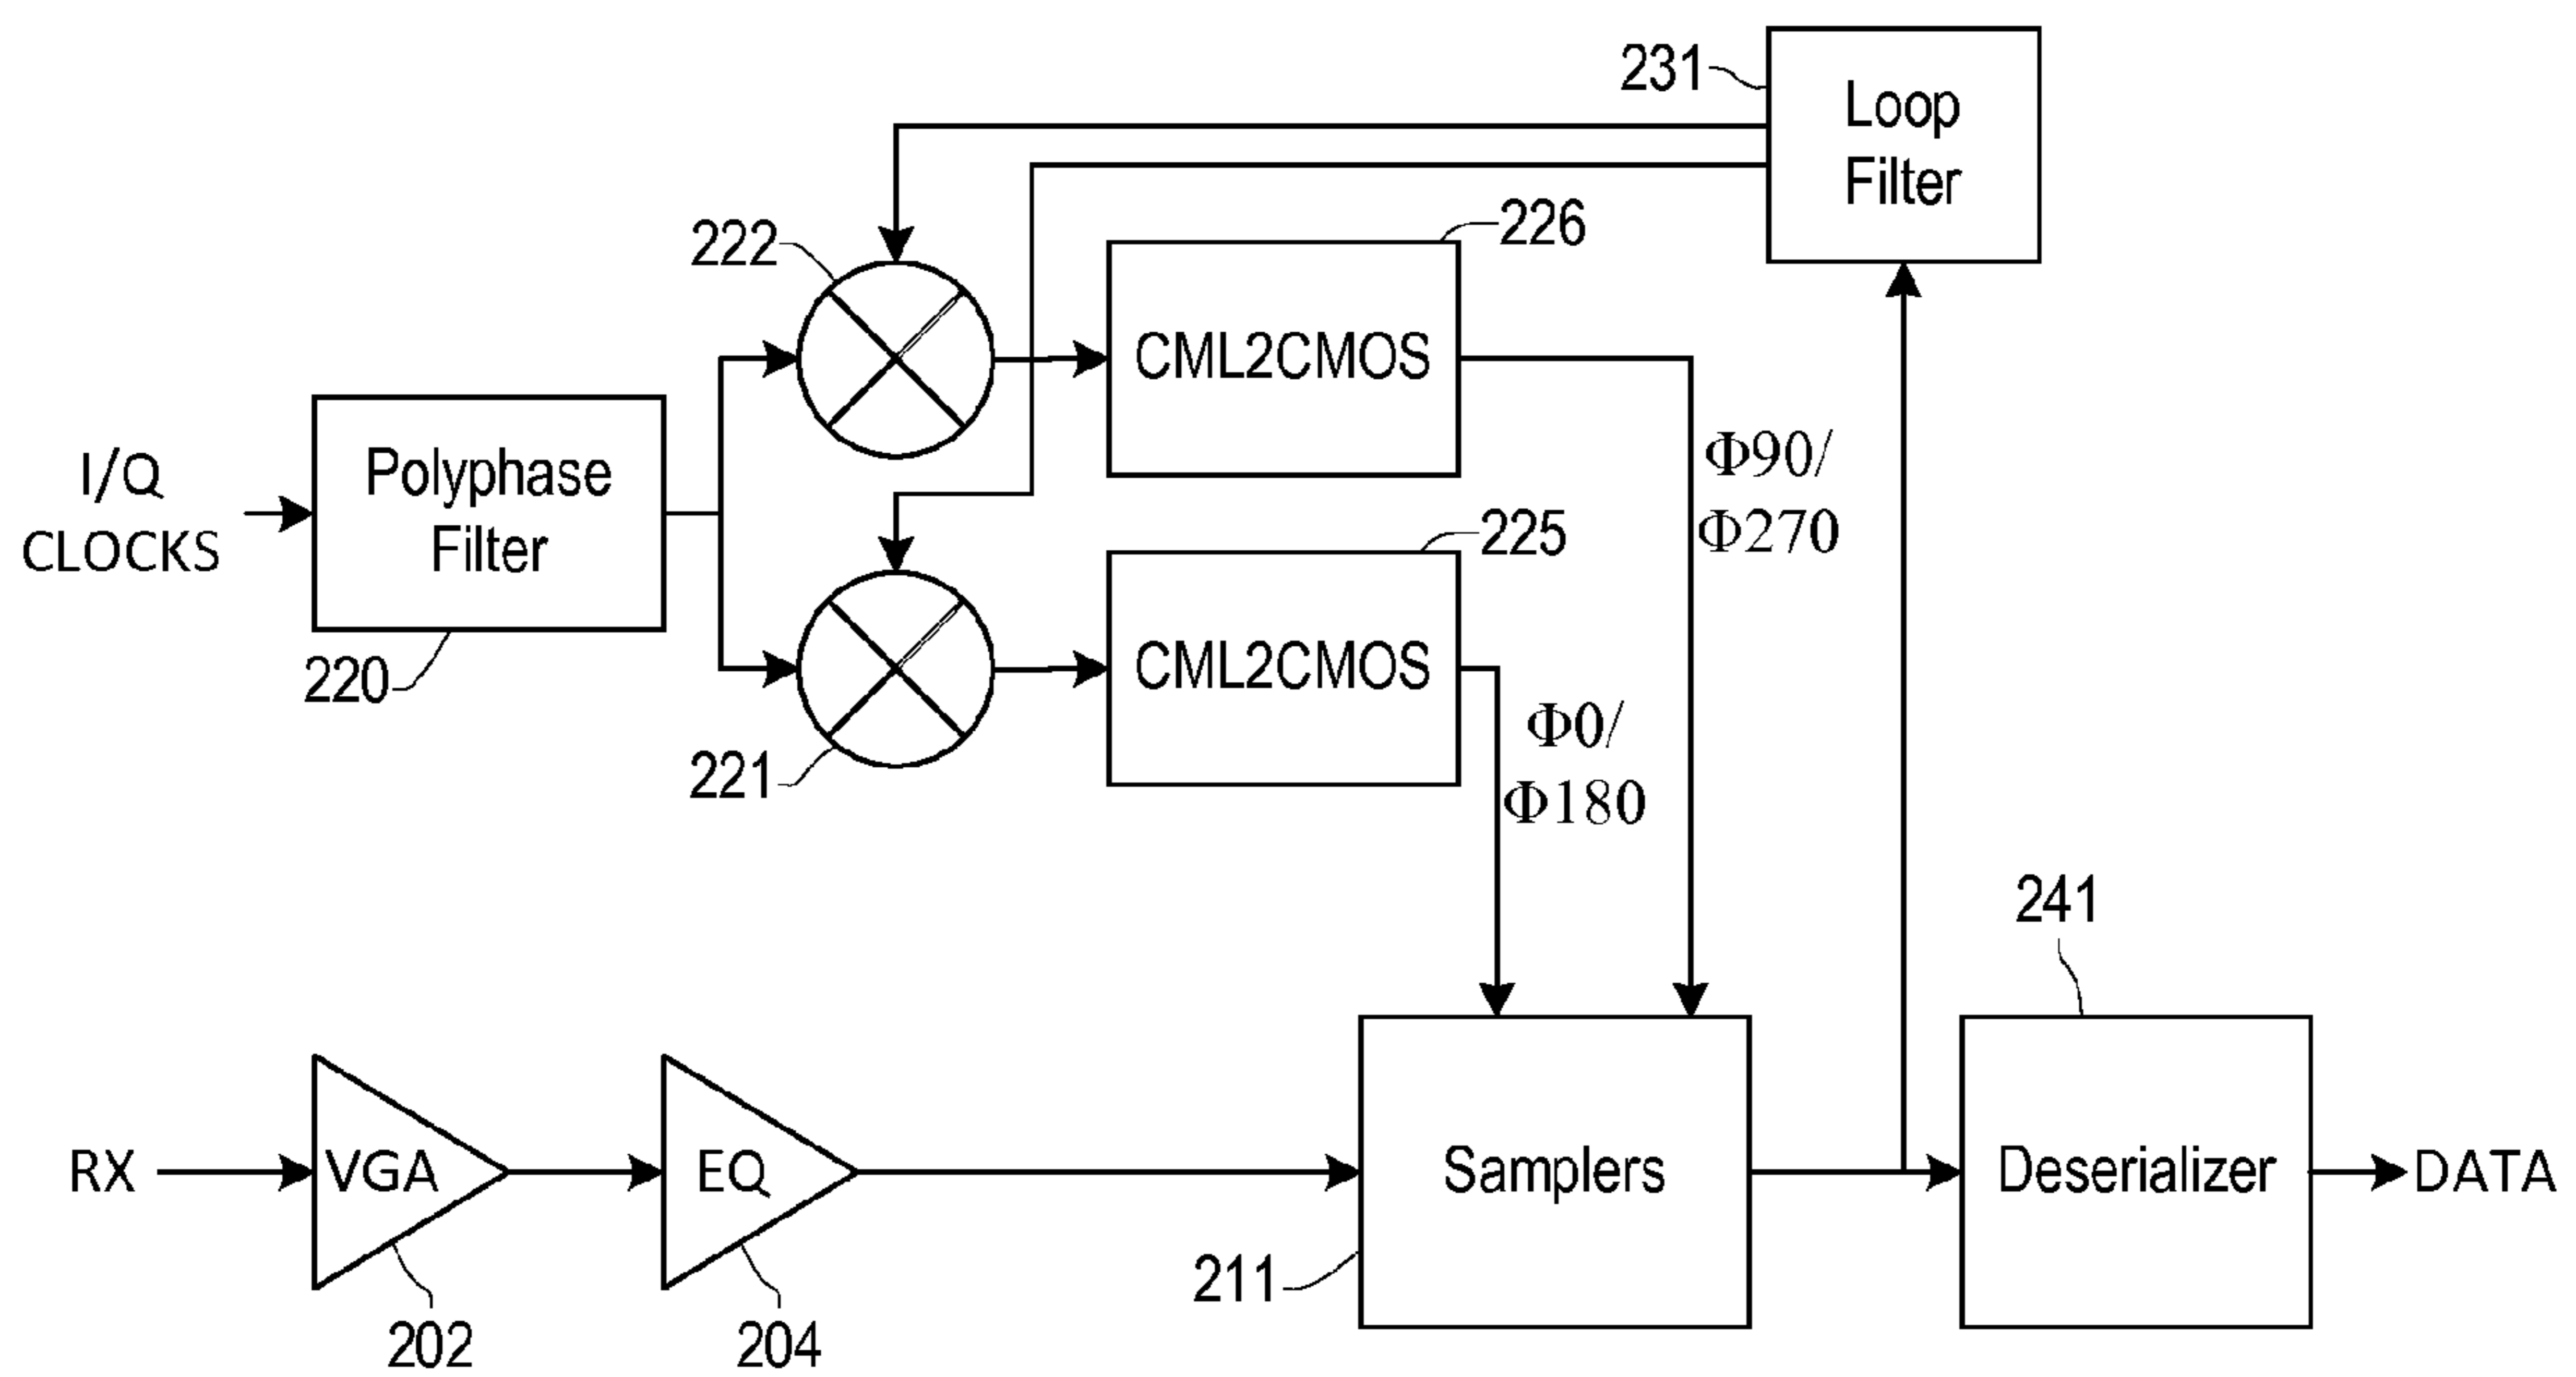 231
Loop
Filter
222
226
CML2CMOS
I/Q
CLOCKS
Polyphase
Filter
220
Φ90/
Φ270
225
CML2CMOS
221
Φ0/
Φ180
241
RX
VGA
202
EQ
204
Samplers
211
Deserializer
DATA